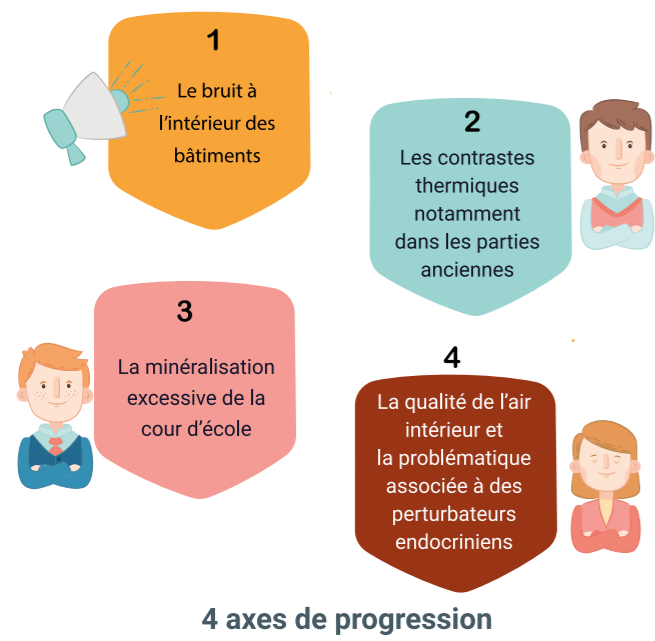 1
Le bruit à
l'intérieur des
bâtiments
2
Les contrastes
thermiques
notamment
dans les parties
anciennes
3
La minéralisation
excessive de la
cour d'école
4
La qualité de l'air
intérieur et
la problématique
associée à des
perturbateurs
endocriniens
4 axes de progression